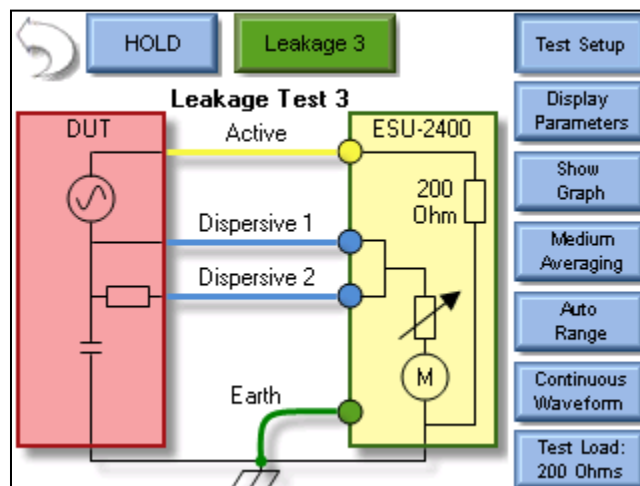 HOLD
Leakage 3
Test Setup
Leakage Test 3
Display
Parameters
DUT
Active
ESU-2400
200
Ohm
Show
Graph
Dispersive 1
Medium
Averaging
Dispersive 2
Auto
Range
M
Continuous
Waveform
Earth
Test Load:
200 Ohms